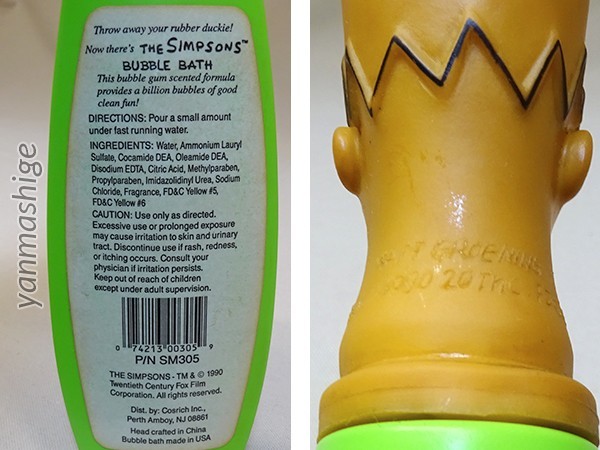 Throw away your rubber duckie!
Now there's THE SIMPSONS™
BUBBLE BATH
This bubble gum scented formula
provides a billion bubbles of good
clean fun!
DIRECTIONS: Pour a small amount
under fast running water.
INGREDIENTS: Water, Ammonium Lauryl
Sulfate, Cocamide DEA, Oleamide DEA,
Disodium EDTA, Citric Acid, Methylparaben,
Propylparaben, Imidazolidinyl Urea, Sodium
Chloride, Fragrance, FD&C Yellow #5,
FD&C Yellow #6
CAUTION: Use only as directed.
Excessive use or prolonged exposure
may cause irritation to skin and urinary
tract. Discontinue use if rash, redness,
or itching occurs. Consult your
physician if irritation persists.
Keep out of reach of children
except under adult supervision.
0 74213 00305 9
P/N SM305
THE SIMPSONS - TM & © 1990
Twentieth Century Fox Film
Corporation. All rights reserved.
Dist. by: Cosrich Inc.,
Perth Amboy, NJ 08861
Head crafted in China
Bubble bath made in USA
yanmashige
GROENING
20TH